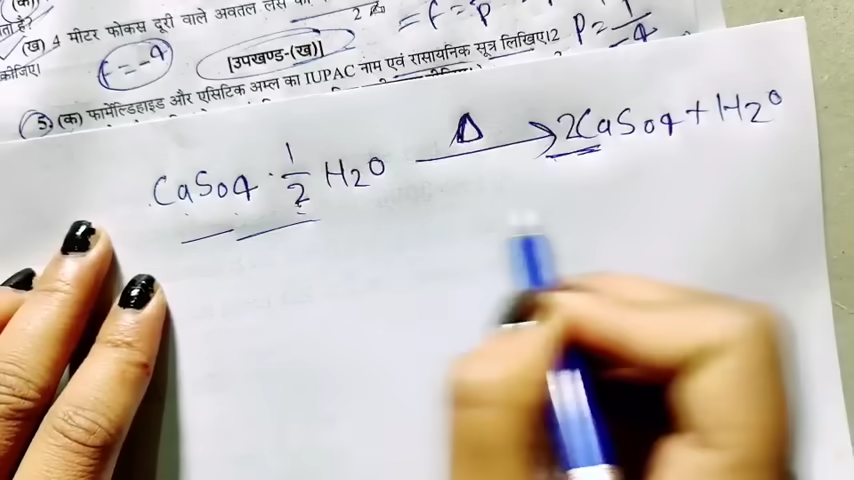 (ख) 4 मीटर फोकस दूरी वाले अवतल लेंस
कीजिए।
f = -4
= f = P
P = 1/-4
[उपखण्ड-(ख)]
5. (क) फार्मेल्डिहाइड और एसिटिक अम्ल का IUPAC नाम एवं रासायनिक सूत्र लिखिए।2
CaSO4 · 1/2 H2O —Δ→ 2CaSO4 + H2O